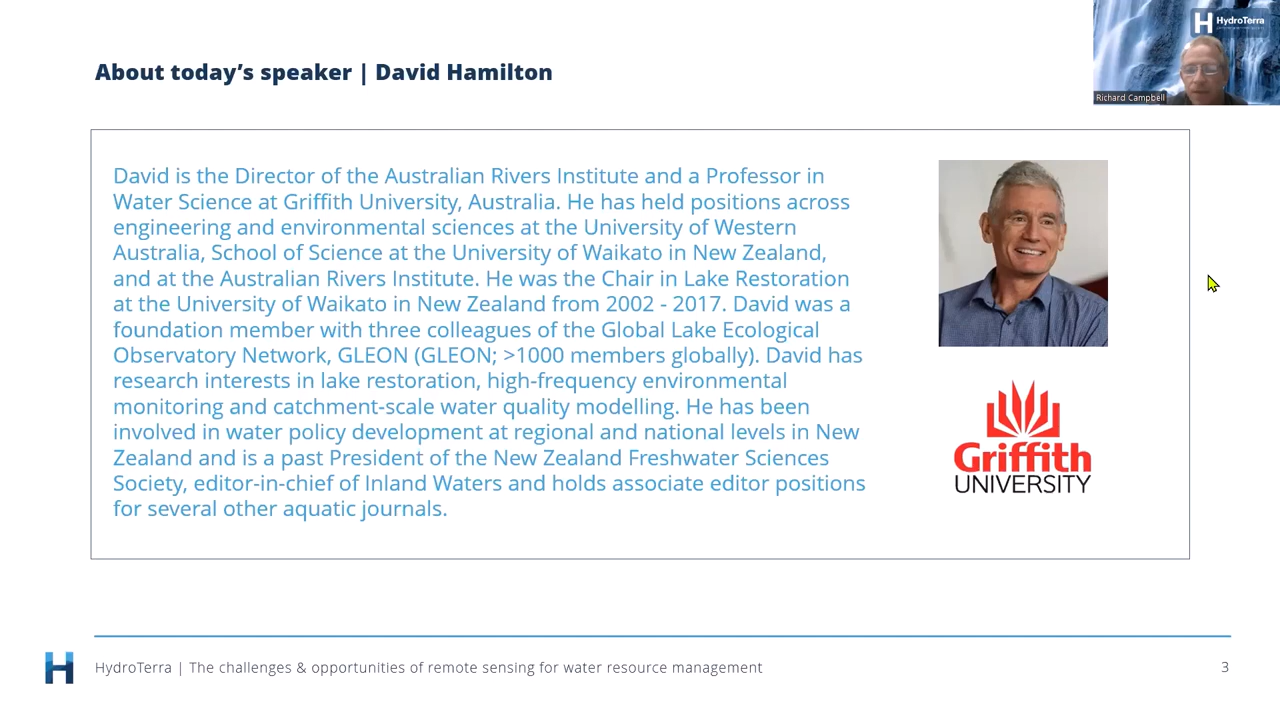 HydroTerra
Richard Campbell
About today's speaker | David Hamilton
David is the Director of the Australian Rivers Institute and a Professor in
Water Science at Griffith University, Australia. He has held positions across
engineering and environmental sciences at the University of Western
Australia, School of Science at the University of Waikato in New Zealand,
and at the Australian Rivers Institute. He was the Chair in Lake Restoration
at the University of Waikato in New Zealand from 2002 - 2017. David was a
foundation member with three colleagues of the Global Lake Ecological
Observatory Network, GLEON (GLEON; >1000 members globally). David has
research interests in lake restoration, high-frequency environmental
monitoring and catchment-scale water quality modelling. He has been
involved in water policy development at regional and national levels in New
Zealand and is a past President of the New Zealand Freshwater Sciences
Society, editor-in-chief of Inland Waters and holds associate editor positions
for several other aquatic journals.
Griffith
UNIVERSITY
HydroTerra | The challenges & opportunities of remote sensing for water resource management
3